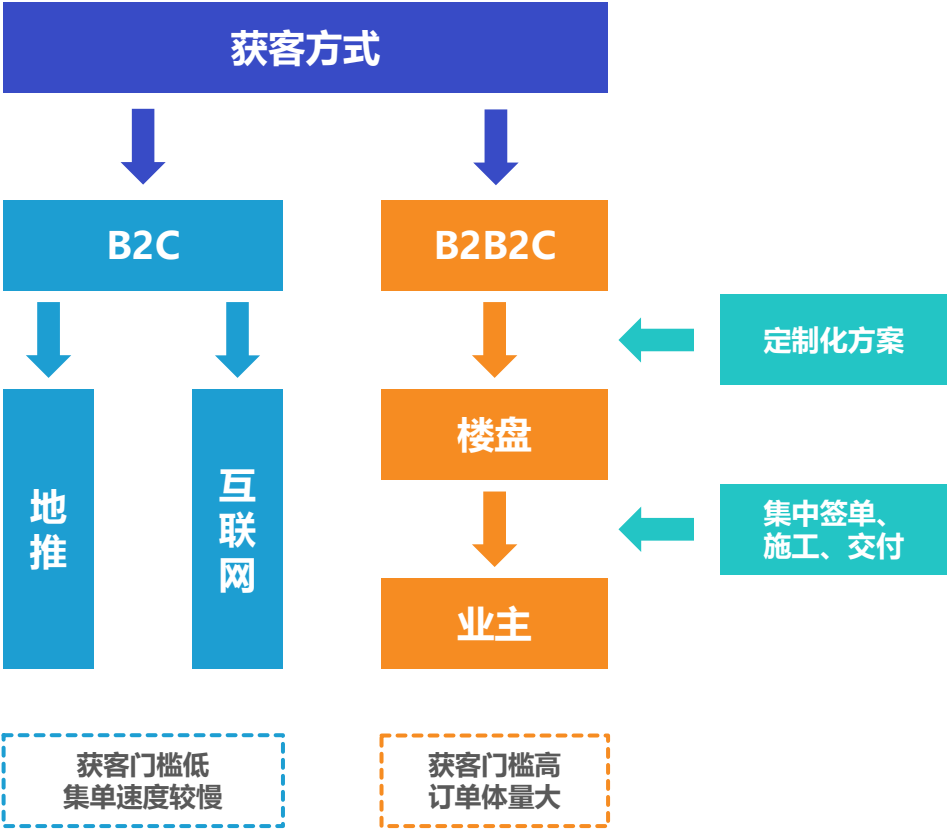 获客方式
B2C
B2B2C
定制化方案
地推
互联网
楼盘
集中签单、
施工、交付
业主
获客门槛低
集单速度较慢
获客门槛高
订单体量大